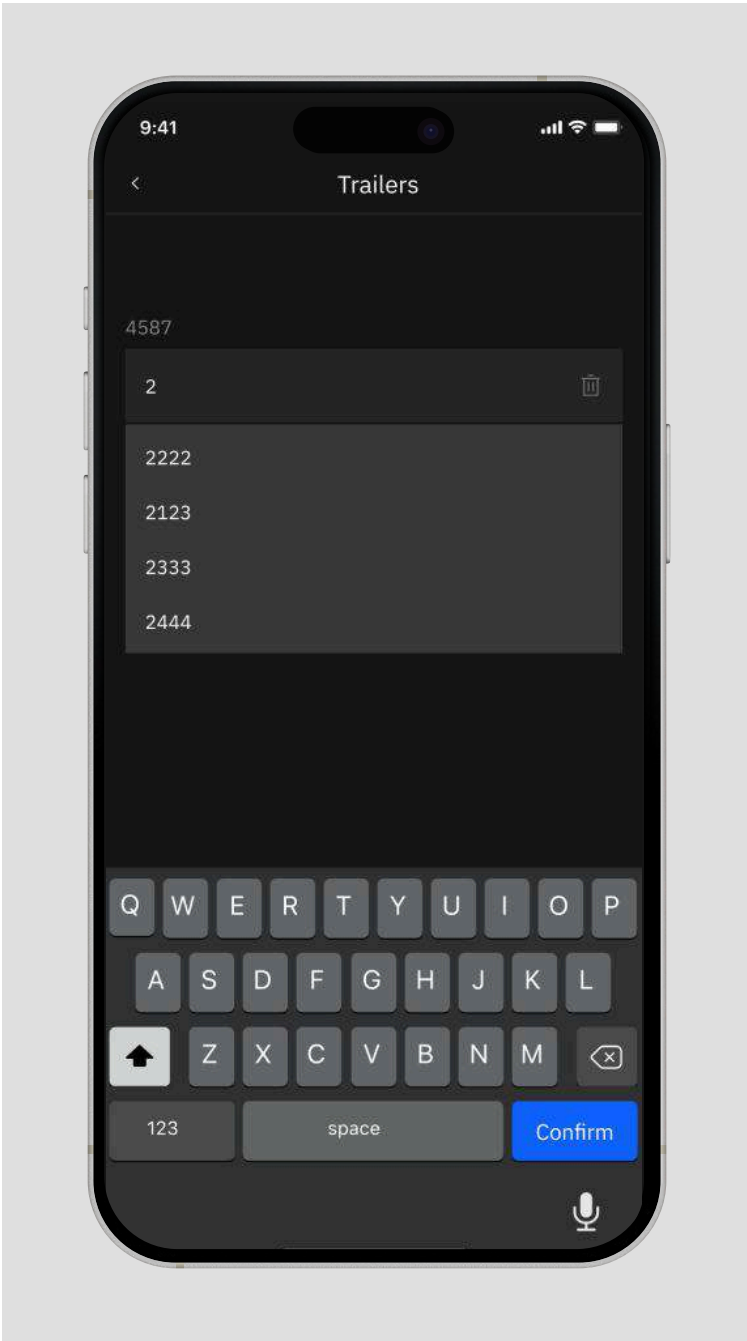 9:41
Trailers
4587
2
2222
2123
2333
2444
Q W E R T Y U I O P
A S D F G H J K L
Z X C V B N M
123 space Confirm